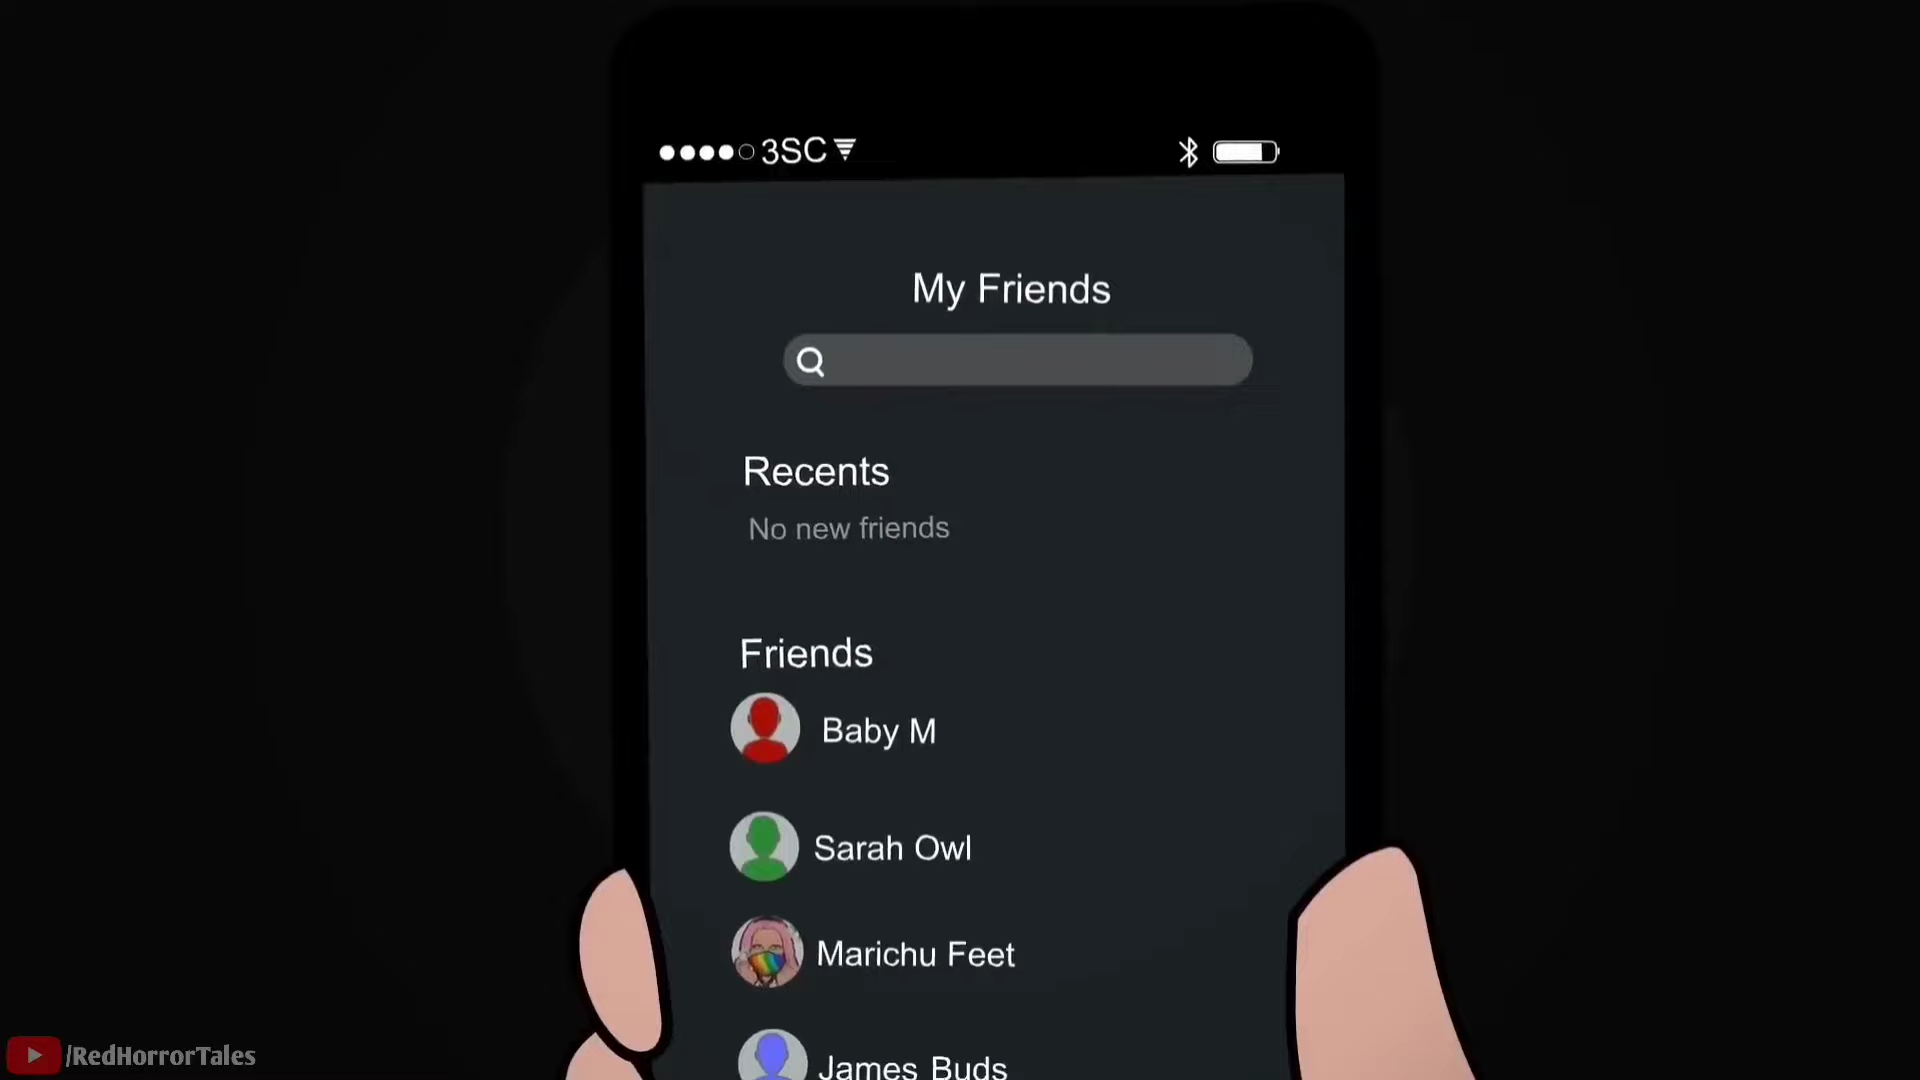 3SC
My Friends
Recents
No new friends
Friends
Baby M
Sarah Owl
Marichu Feet
James Buds
/RedHorrorTales